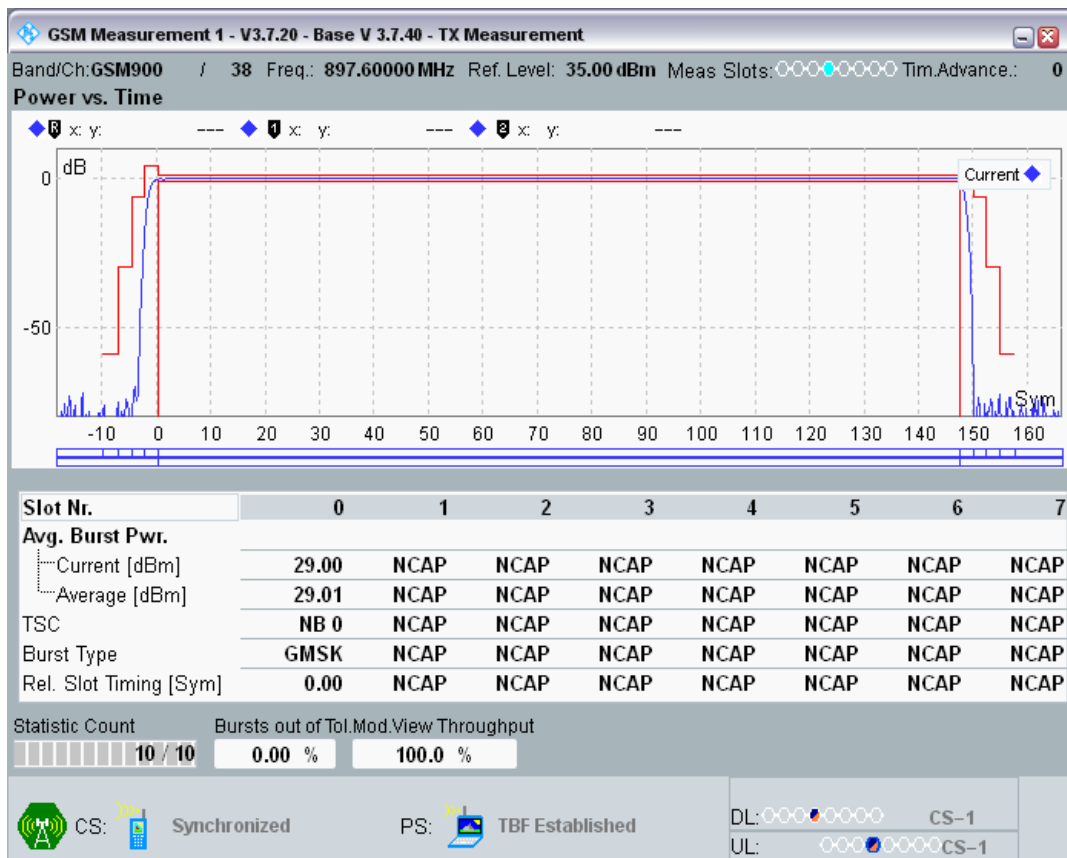 GSM Measurement 1 - V3.7.20 - Base V 3.7.40 - TX Measurement
Band/Ch:GSM900 / 38 Freq.: 897.60000 MHz Ref. Level: 35.00 dBm Meas Slots: Tim.Advance.: 0
Power vs. Time
R x: y: --- 1 x: y: --- 2 x: y: ---
dB
Current
0
-50
Sym
-10 0 10 20 30 40 50 60 70 80 90 100 110 120 130 140 150 160
Slot Nr. 0 1 2 3 4 5 6 7
Avg. Burst Pwr.
Current [dBm] 29.00 NCAP NCAP NCAP NCAP NCAP NCAP NCAP
Average [dBm] 29.01 NCAP NCAP NCAP NCAP NCAP NCAP NCAP
TSC NB 0 NCAP NCAP NCAP NCAP NCAP NCAP NCAP
Burst Type GMSK NCAP NCAP NCAP NCAP NCAP NCAP NCAP
Rel. Slot Timing [Sym] 0.00 NCAP NCAP NCAP NCAP NCAP NCAP NCAP
Statistic Count Bursts out of Tol.Mod.View Throughput
10 / 10 0.00 % 100.0 %
CS: Synchronized PS: TBF Established
DL: CS-1
UL: CS-1